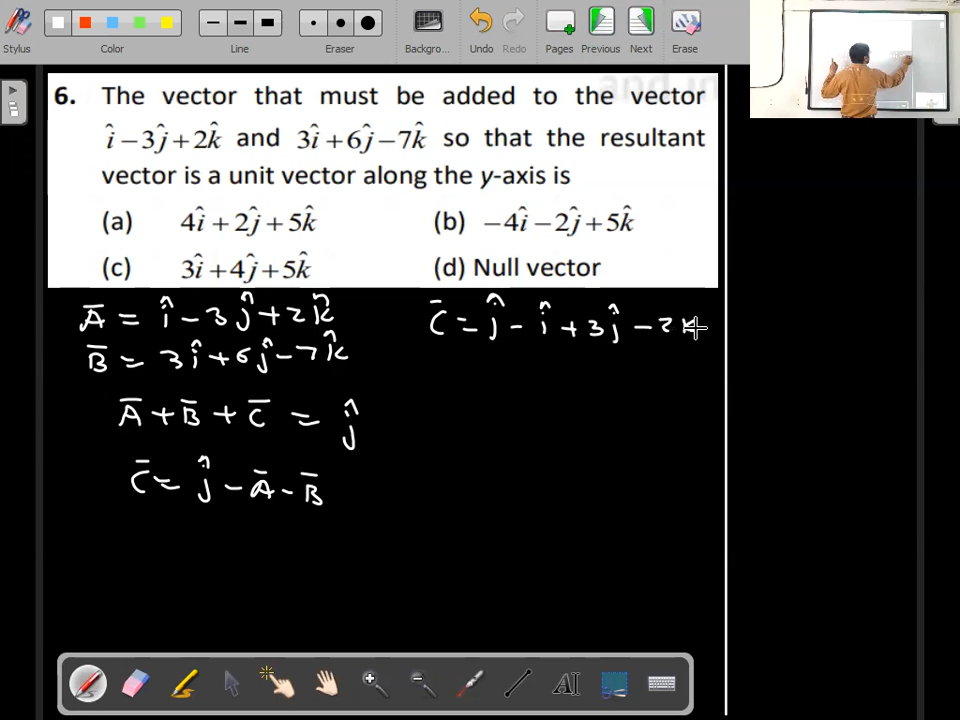 Stylus
Color
Line
Eraser
Backgro...
Undo
Redo
Pages
Previous
Next
Erase
6. The vector that must be added to the vector
î − 3ĵ + 2k̂ and 3î + 6ĵ − 7k̂ so that the resultant
vector is a unit vector along the y-axis is
(a) 4î + 2ĵ + 5k̂ (b) −4î − 2ĵ + 5k̂
(c) 3î + 4ĵ + 5k̂ (d) Null vector
A̅ = î − 3ĵ + 2k̂
B̅ = 3î + 6ĵ − 7k̂
A̅ + B̅ + C̅ = ĵ
C̅ = ĵ − A̅ − B̅
C̅ = ĵ − î + 3ĵ − 2k
AI